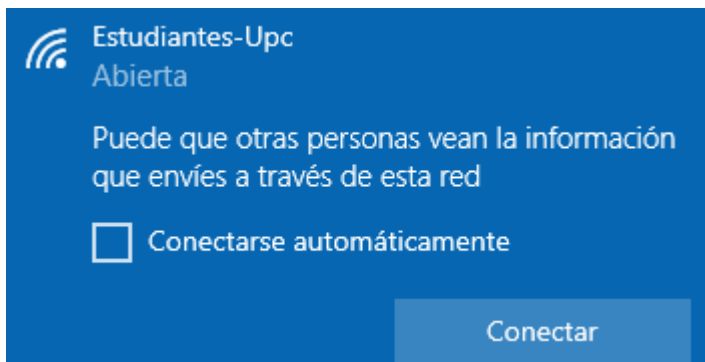 Estudiantes-Upc
Abierta
Puede que otras personas vean la información
que envíes a través de esta red
Conectarse automáticamente
Conectar